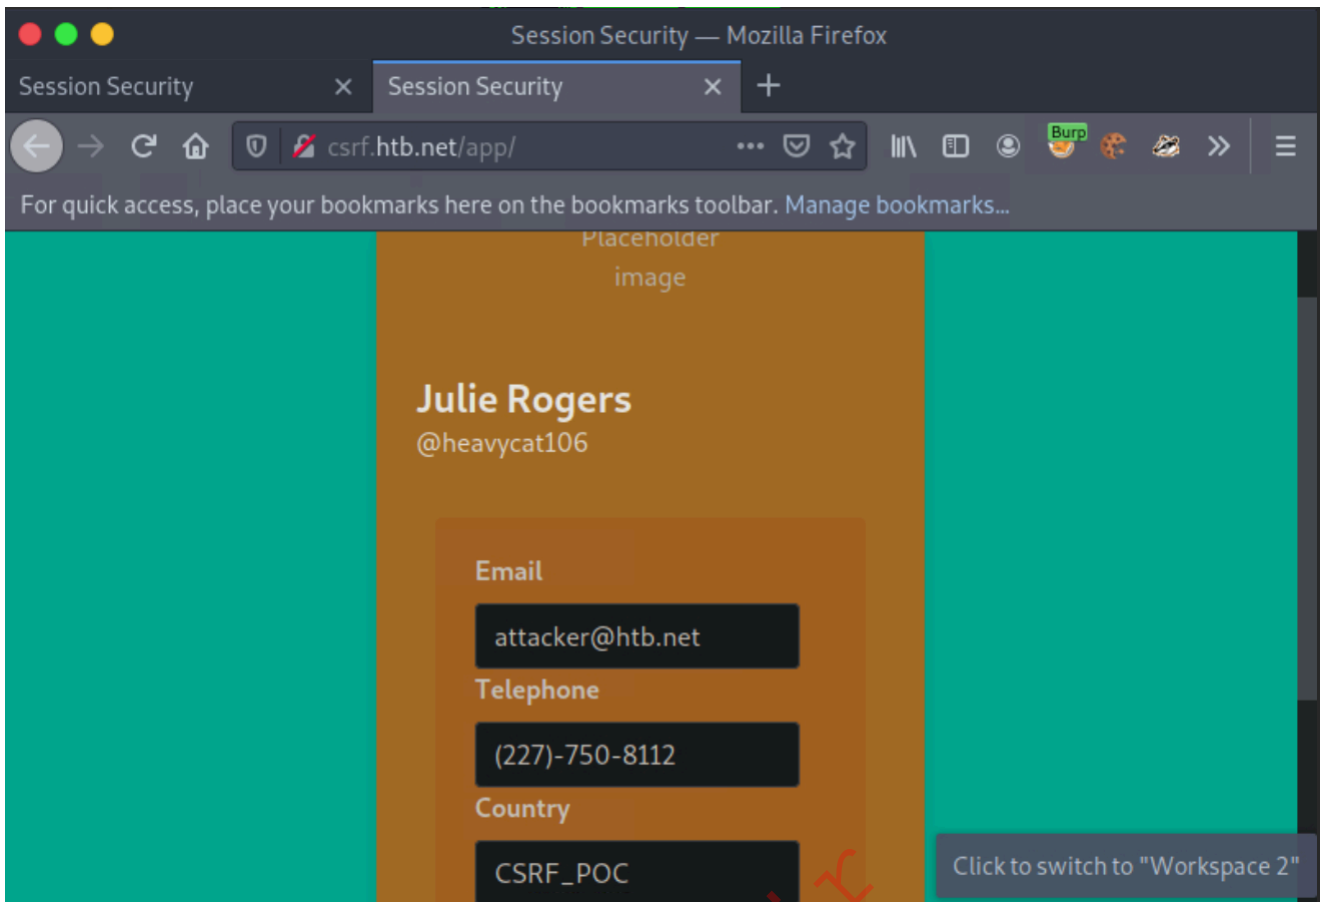 Session Security — Mozilla Firefox
Session Security
Session Security
csrf.htb.net/app/
Burp
For quick access, place your bookmarks here on the bookmarks toolbar. Manage bookmarks...
Placeholder
image
Julie Rogers
@heavycat106
Email
attacker@htb.net
Telephone
(227)-750-8112
Country
CSRF_POC
Click to switch to "Workspace 2"